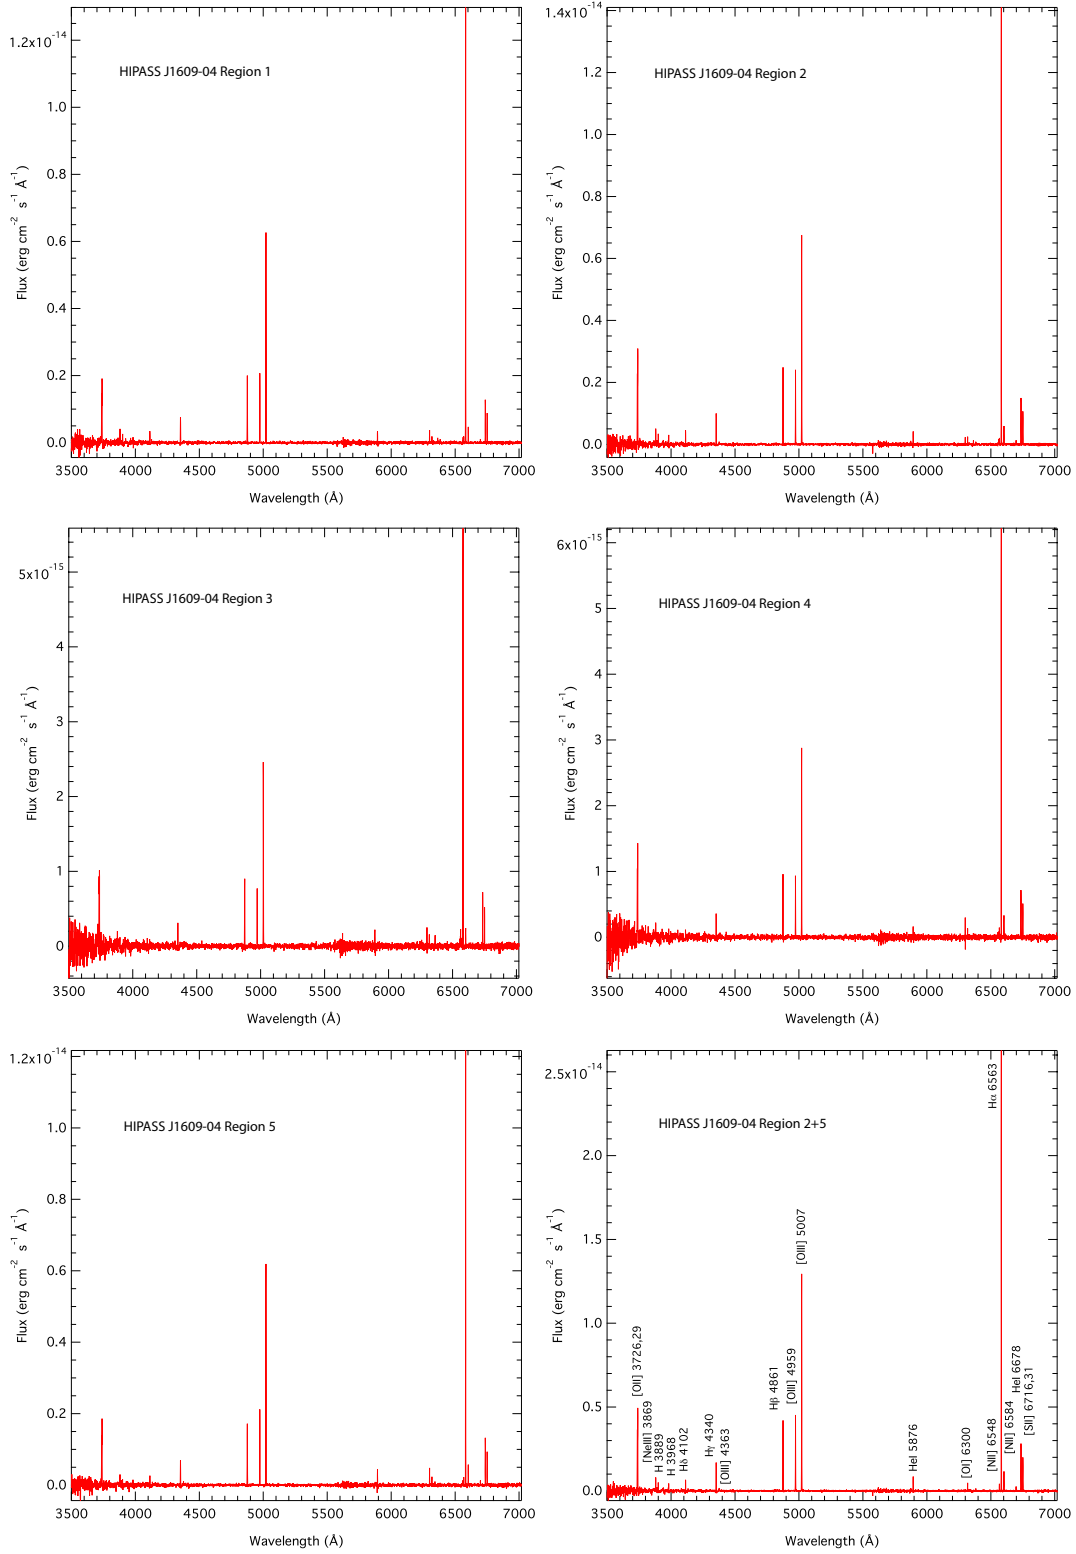 1.2x10^-14
1.0
0.8
0.6
0.4
0.2
0.0
Flux (erg cm^-2 s^-1 Å^-1)
HIPASS J1609-04 Region 1
3500 4000 4500 5000 5500 6000 6500 7000
Wavelength (Å)
1.4x10^-14
1.2
1.0
0.8
0.6
0.4
0.2
0.0
Flux (erg cm^-2 s^-1 Å^-1)
HIPASS J1609-04 Region 2
3500 4000 4500 5000 5500 6000 6500 7000
Wavelength (Å)
5x10^-15
4
3
2
1
0
Flux (erg cm^-2 s^-1 Å^-1)
HIPASS J1609-04 Region 3
3500 4000 4500 5000 5500 6000 6500 7000
Wavelength (Å)
6x10^-15
5
4
3
2
1
0
Flux (erg cm^-2 s^-1 Å^-1)
HIPASS J1609-04 Region 4
3500 4000 4500 5000 5500 6000 6500 7000
Wavelength (Å)
1.2x10^-14
1.0
0.8
0.6
0.4
0.2
0.0
Flux (erg cm^-2 s^-1 Å^-1)
HIPASS J1609-04 Region 5
3500 4000 4500 5000 5500 6000 6500 7000
Wavelength (Å)
2.5x10^-14
2.0
1.5
1.0
0.5
0.0
Flux (erg cm^-2 s^-1 Å^-1)
HIPASS J1609-04 Region 2+5
[OII] 3726,29
[NeIII] 3869
H 3889
H 3968
Hδ 4102
Hγ 4340
[OIII] 4363
Hβ 4861
[OIII] 4959
[OIII] 5007
HeI 5876
[OI] 6300
[NII] 6548
Hα 6563
[NII] 6584
HeI 6678
[SII] 6716,31
3500 4000 4500 5000 5500 6000 6500 7000
Wavelength (Å)